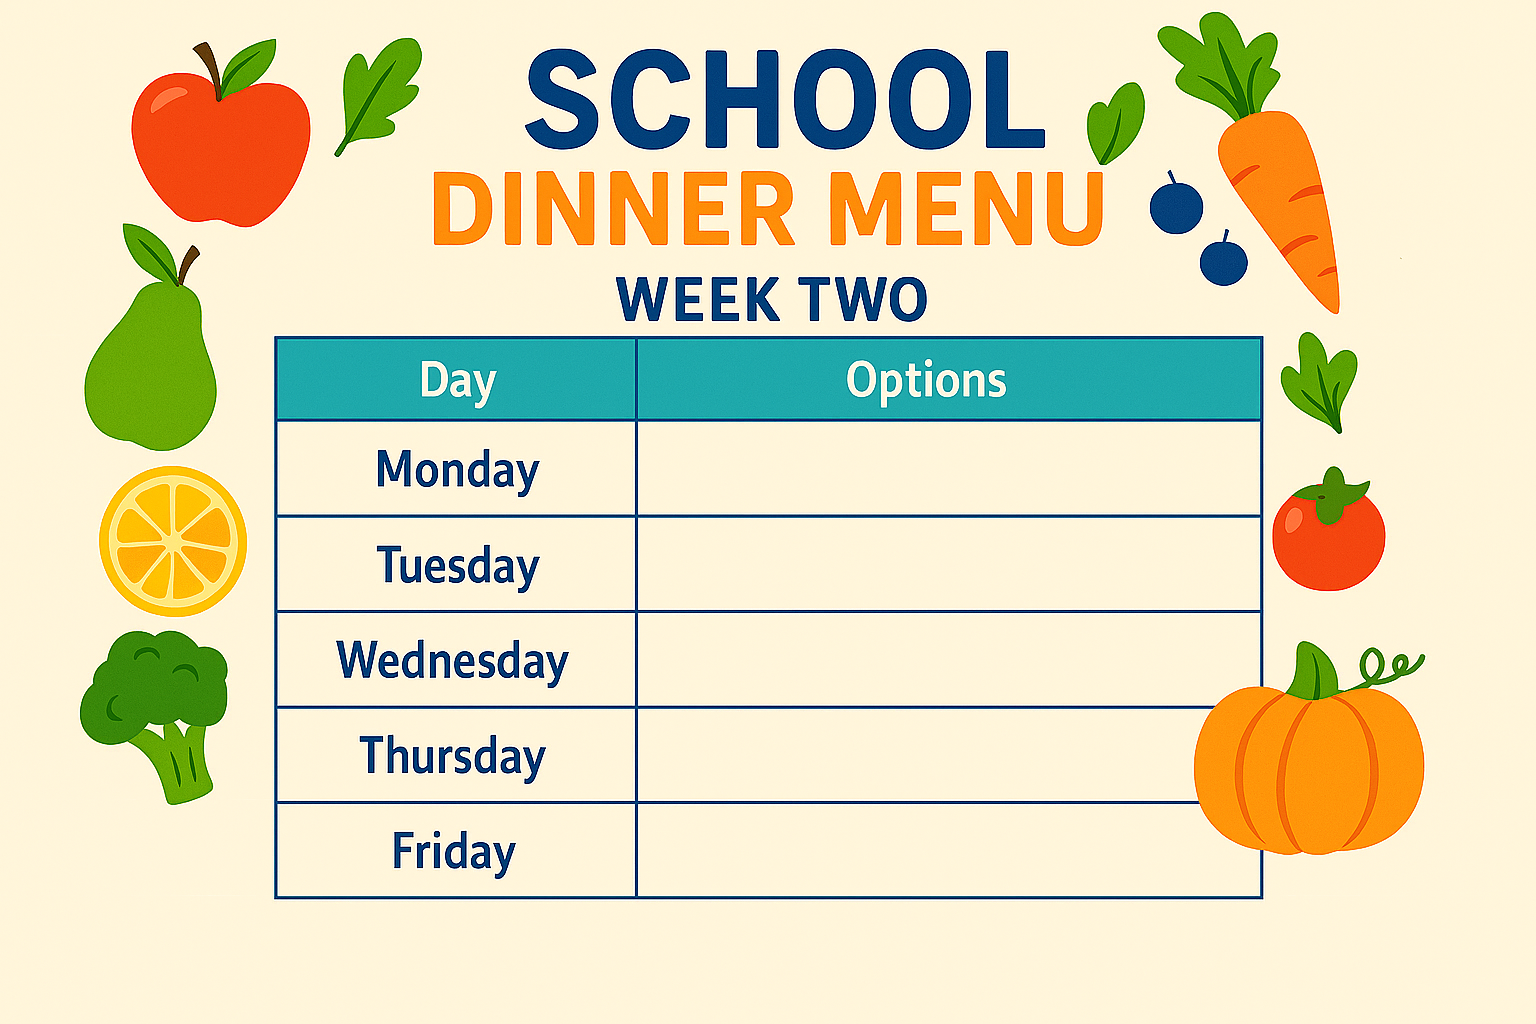 SCHOOL
DINNER MENU
WEEK TWO
Day Options
Monday
Tuesday
Wednesday
Thursday
Friday